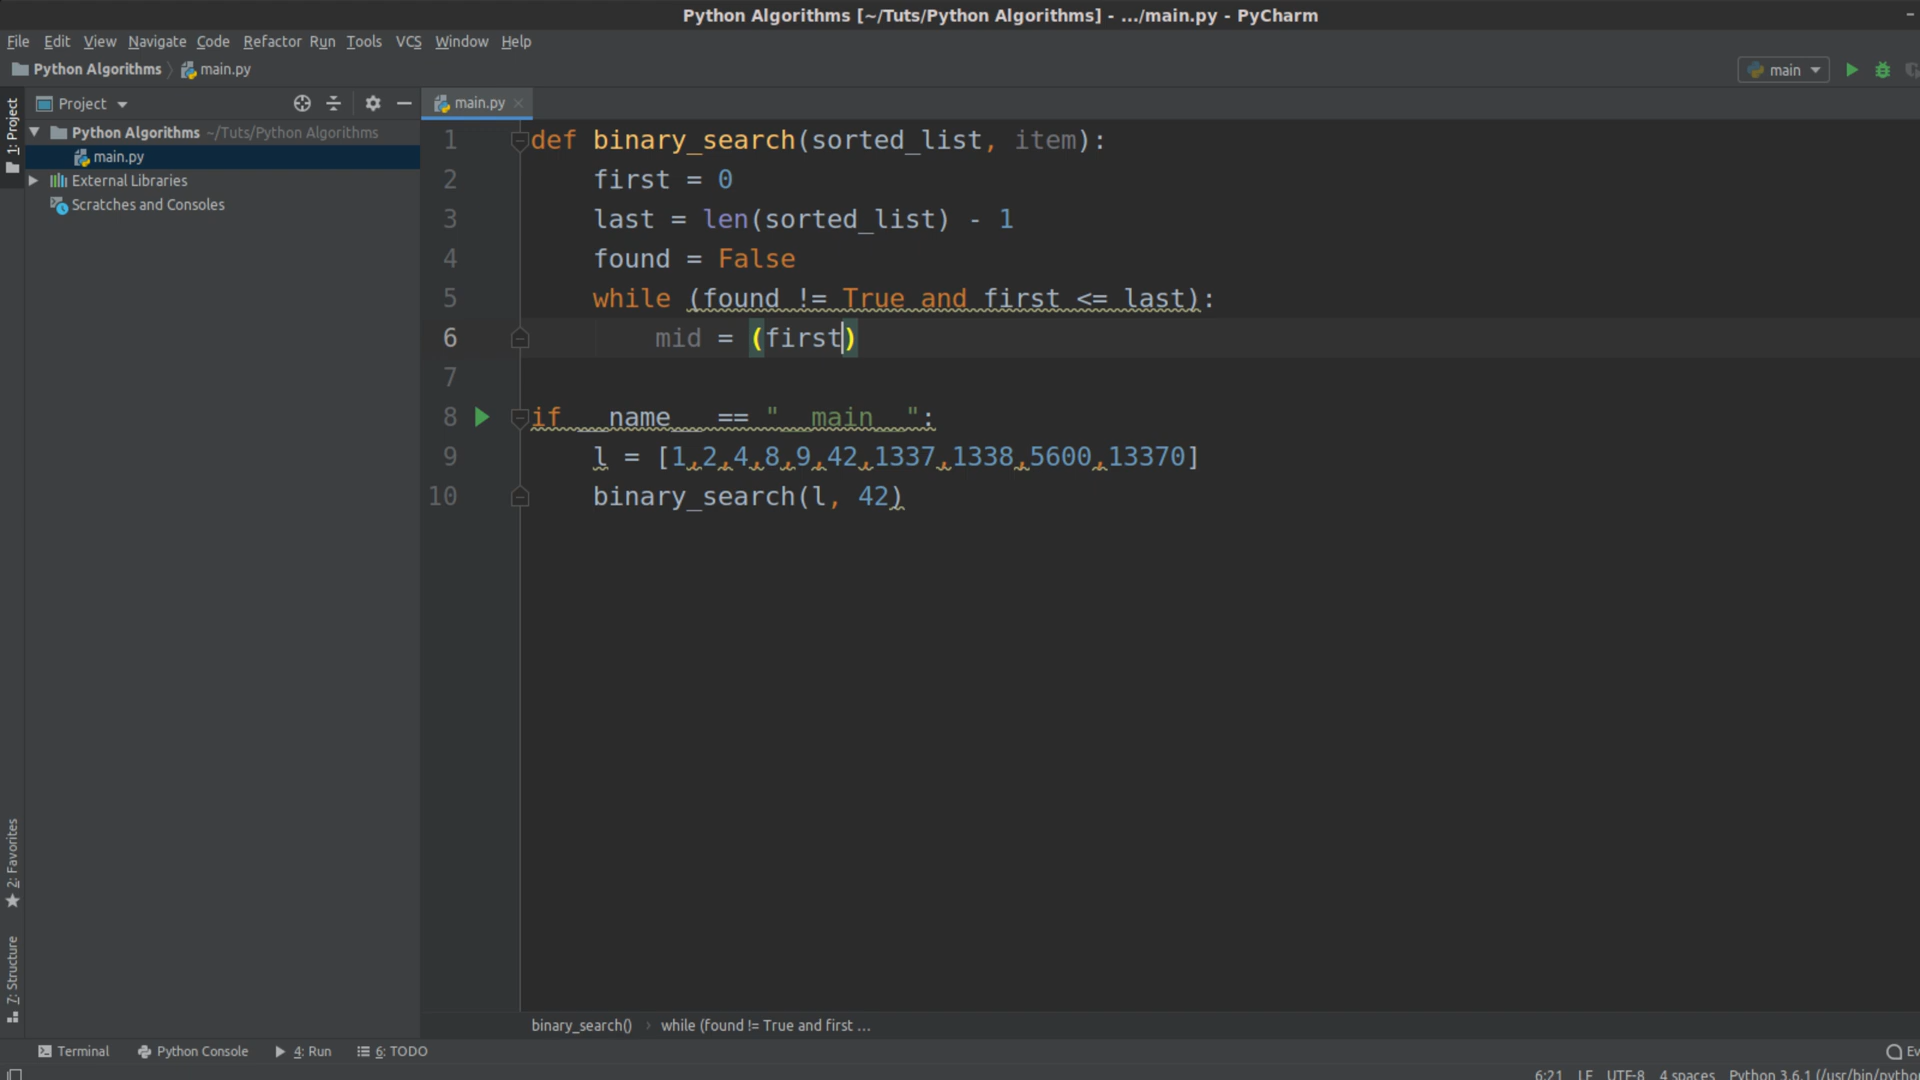 Python Algorithms [~/Tuts/Python Algorithms] - .../main.py - PyCharm
File Edit View Navigate Code Refactor Run Tools VCS Window Help
Python Algorithms main.py
main
1: Project
Project
main.py
Python Algorithms ~/Tuts/Python Algorithms
main.py
External Libraries
Scratches and Consoles
1 def binary_search(sorted_list, item):
2 first = 0
3 last = len(sorted_list) - 1
4 found = False
5 while (found != True and first <= last):
6 mid = (first)
7
8 if __name__ == "__main__":
9 l = [1,2,4,8,9,42,1337,1338,5600,13370]
10 binary_search(l, 42)
2: Favorites
7: Structure
binary_search() › while (found != True and first ...
Terminal Python Console 4: Run 6: TODO Ev
6:21 LF UTF-8 4 spaces Python 3.6.1 (/usr/bin/python